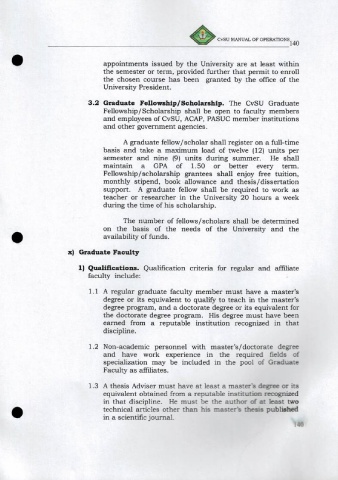 CvSU MANUAL OF OPERATIONS 140
appointments issued by the University are at least within
the semester or term, provided further that permit to enroll
the chosen course has been granted by the office of the
University President.
3.2 Graduate Fellowship/Scholarship. The CvSU Graduate
Fellowship/Scholarship shall be open to faculty members
and employees of CvSU, ACAP, PASUC member institutions
and other government agencies.
A graduate fellow/scholar shall register on a full-time
basis and take a maximum load of twelve (12) units per
semester and nine (9) units during summer. He shall
maintain a GPA of 1.50 or better every term.
Fellowship/scholarship grantees shall enjoy free tuition,
monthly stipend, book allowance and thesis/dissertation
support. A graduate fellow shall be required to work as
teacher or researcher in the University 20 hours a week
during the time of his scholarship.
The number of fellows/scholars shall be determined
on the basis of the needs of the University and the
availability of funds.
x) Graduate Faculty
1) Qualifications. Qualification criteria for regular and affiliate
faculty include:
1.1 A regular graduate faculty member must have a master's
degree or its equivalent to qualify to teach in the master's
degree program, and a doctorate degree or its equivalent for
the doctorate degree program. His degree must have been
earned from a reputable institution recognized in that
discipline.
1.2 Non-academic personnel with master's/doctorate degree
and have work experience in the required fields of
specialization may be included in the pool of Graduate
Faculty as affiliates.
1.3 A thesis Adviser must have at least a master's degree or its
equivalent obtained from a reputable institution recognized
in that discipline. He must be the author of at least two
technical articles other than his master's thesis published
in a scientific journal.